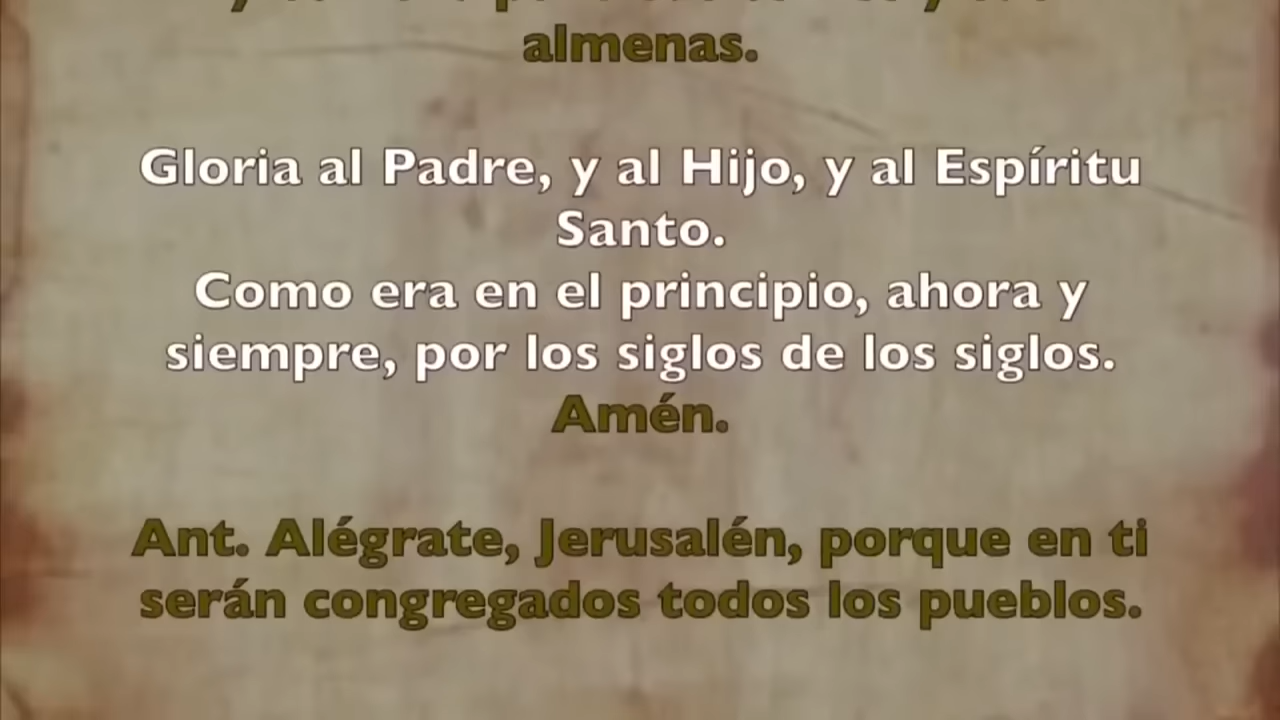 almenas.
Gloria al Padre, y al Hijo, y al Espíritu
Santo.
Como era en el principio, ahora y
siempre, por los siglos de los siglos.
Amén.
Ant. Alégrate, Jerusalén, porque en ti
serán congregados todos los pueblos.